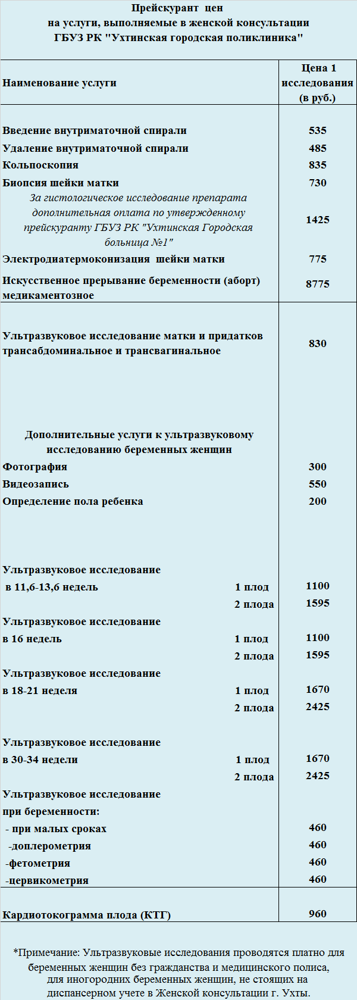 Прейскурант цен
на услуги, выполняемые в женской консультации
ГБУЗ РК "Ухтинская городская поликлиника"
Наименование услуги
Цена 1
исследования
(в руб.)
Введение внутриматочной спирали 535
Удаление внутриматочной спирали 485
Кольпоскопия 835
Биопсия шейки матки 730
За гистологическое исследование препарата
дополнительная оплата по утвержденному
прейскуранту ГБУЗ РК "Ухтинская Городская
больница №1"
1425
Электродиатермоконизация шейки матки 775
Искусственное прерывание беременности (аборт)
медикаментозное
8775
Ультразвуковое исследование матки и придатков
трансабдоминальное и трансвагинальное
830
Дополнительные услуги к ультразвуковому
исследованию беременных женщин
Фотография 300
Видеозапись 550
Определение пола ребенка 200
Ультразвуковое исследование
в 11,6-13,6 недель 1 плод 1100
2 плода 1595
Ультразвуковое исследование
в 16 недель 1 плод 1100
2 плода 1595
Ультразвуковое исследование
в 18-21 неделя 1 плод 1670
2 плода 2425
Ультразвуковое исследование
в 30-34 недели 1 плод 1670
2 плода 2425
Ультразвуковое исследование
при беременности:
- при малых сроках 460
-доплерометрия 460
-фетометрия 460
-цервикометрия 460
Кардиотокограмма плода (КТГ) 960
*Примечание: Ультразвуковые исследования проводятся платно для
беременных женщин без гражданства и медицинского полиса,
для иногородних беременных женщин, не стоящих на
диспансерном учете в Женской консультации г. Ухты.